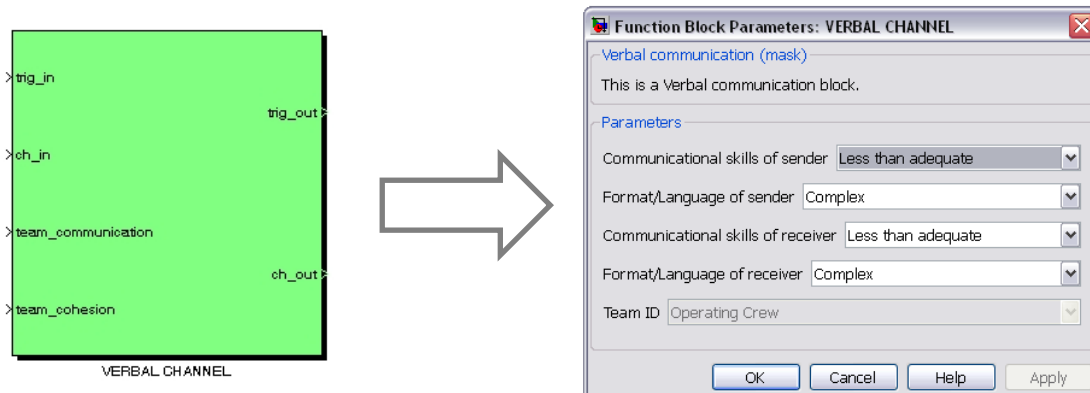 trig_in
trig_out
ch_in
team_communication
ch_out
team_cohesion
VERBAL CHANNEL
Function Block Parameters: VERBAL CHANNEL
Verbal communication (mask)
This is a Verbal communication block.
Parameters
Communicational skills of sender Less than adequate
Format/Language of sender Complex
Communicational skills of receiver Less than adequate
Format/Language of receiver Complex
Team ID Operating Crew
OK Cancel Help Apply